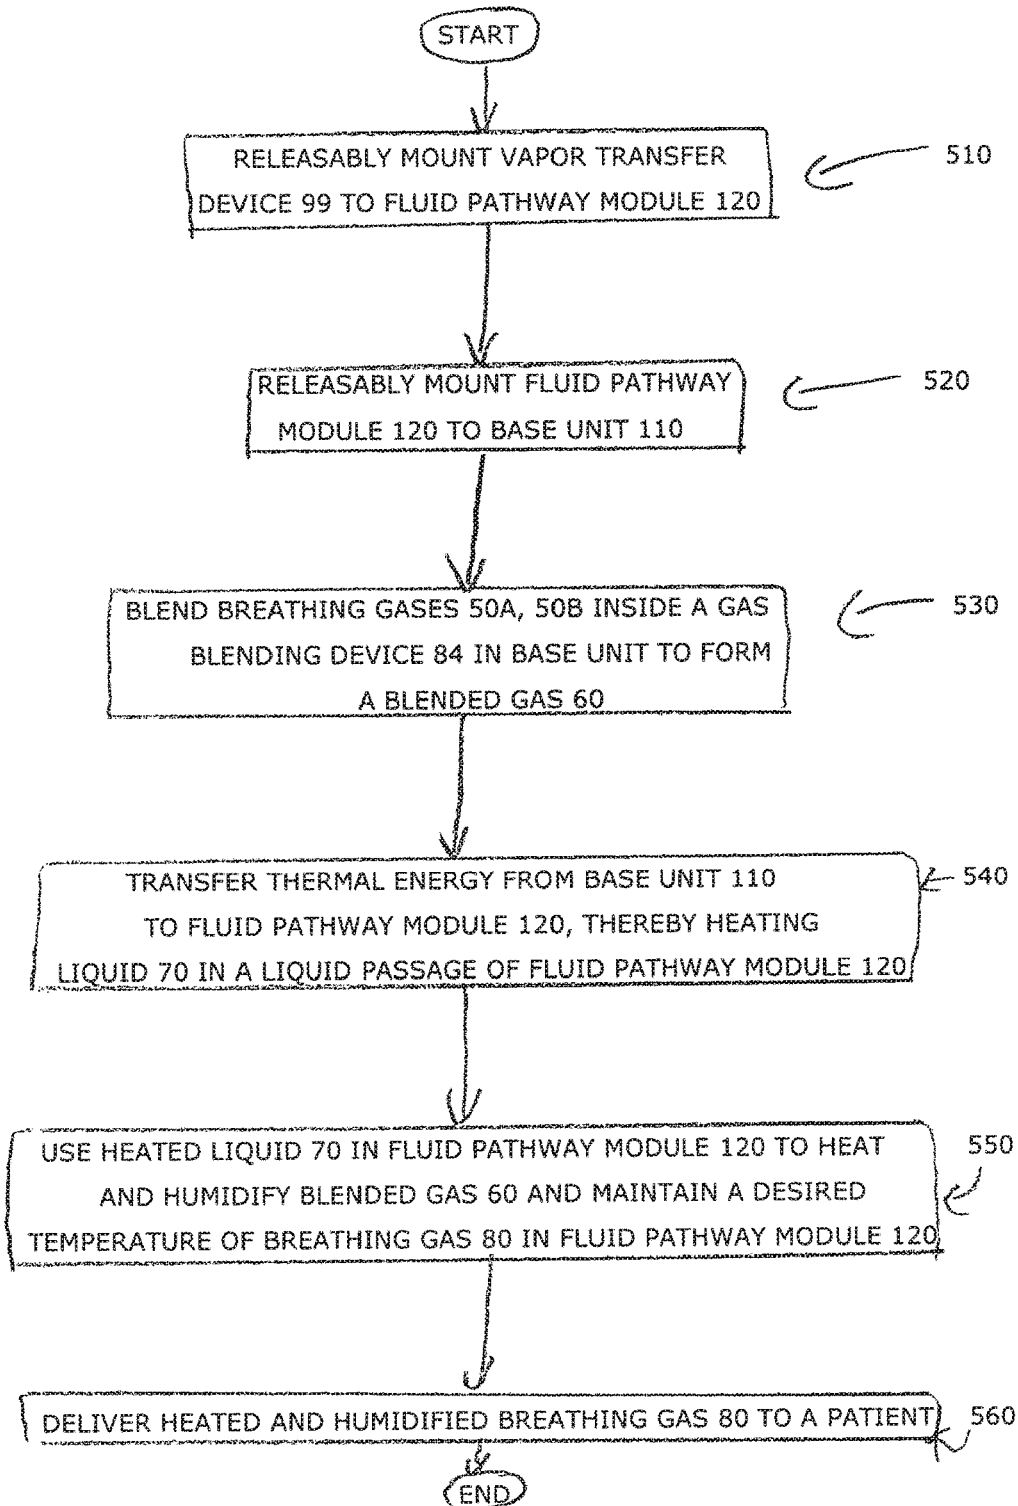 START
RELEASABLY MOUNT VAPOR TRANSFER
DEVICE 99 TO FLUID PATHWAY MODULE 120
510
RELEASABLY MOUNT FLUID PATHWAY
MODULE 120 TO BASE UNIT 110
520
BLEND BREATHING GASES 50A, 50B INSIDE A GAS
BLENDING DEVICE 84 IN BASE UNIT TO FORM
A BLENDED GAS 60
530
TRANSFER THERMAL ENERGY FROM BASE UNIT 110
TO FLUID PATHWAY MODULE 120, THEREBY HEATING
LIQUID 70 IN A LIQUID PASSAGE OF FLUID PATHWAY MODULE 120
540
USE HEATED LIQUID 70 IN FLUID PATHWAY MODULE 120 TO HEAT
AND HUMIDIFY BLENDED GAS 60 AND MAINTAIN A DESIRED
TEMPERATURE OF BREATHING GAS 80 IN FLUID PATHWAY MODULE 120
550
DELIVER HEATED AND HUMIDIFIED BREATHING GAS 80 TO A PATIENT
560
END